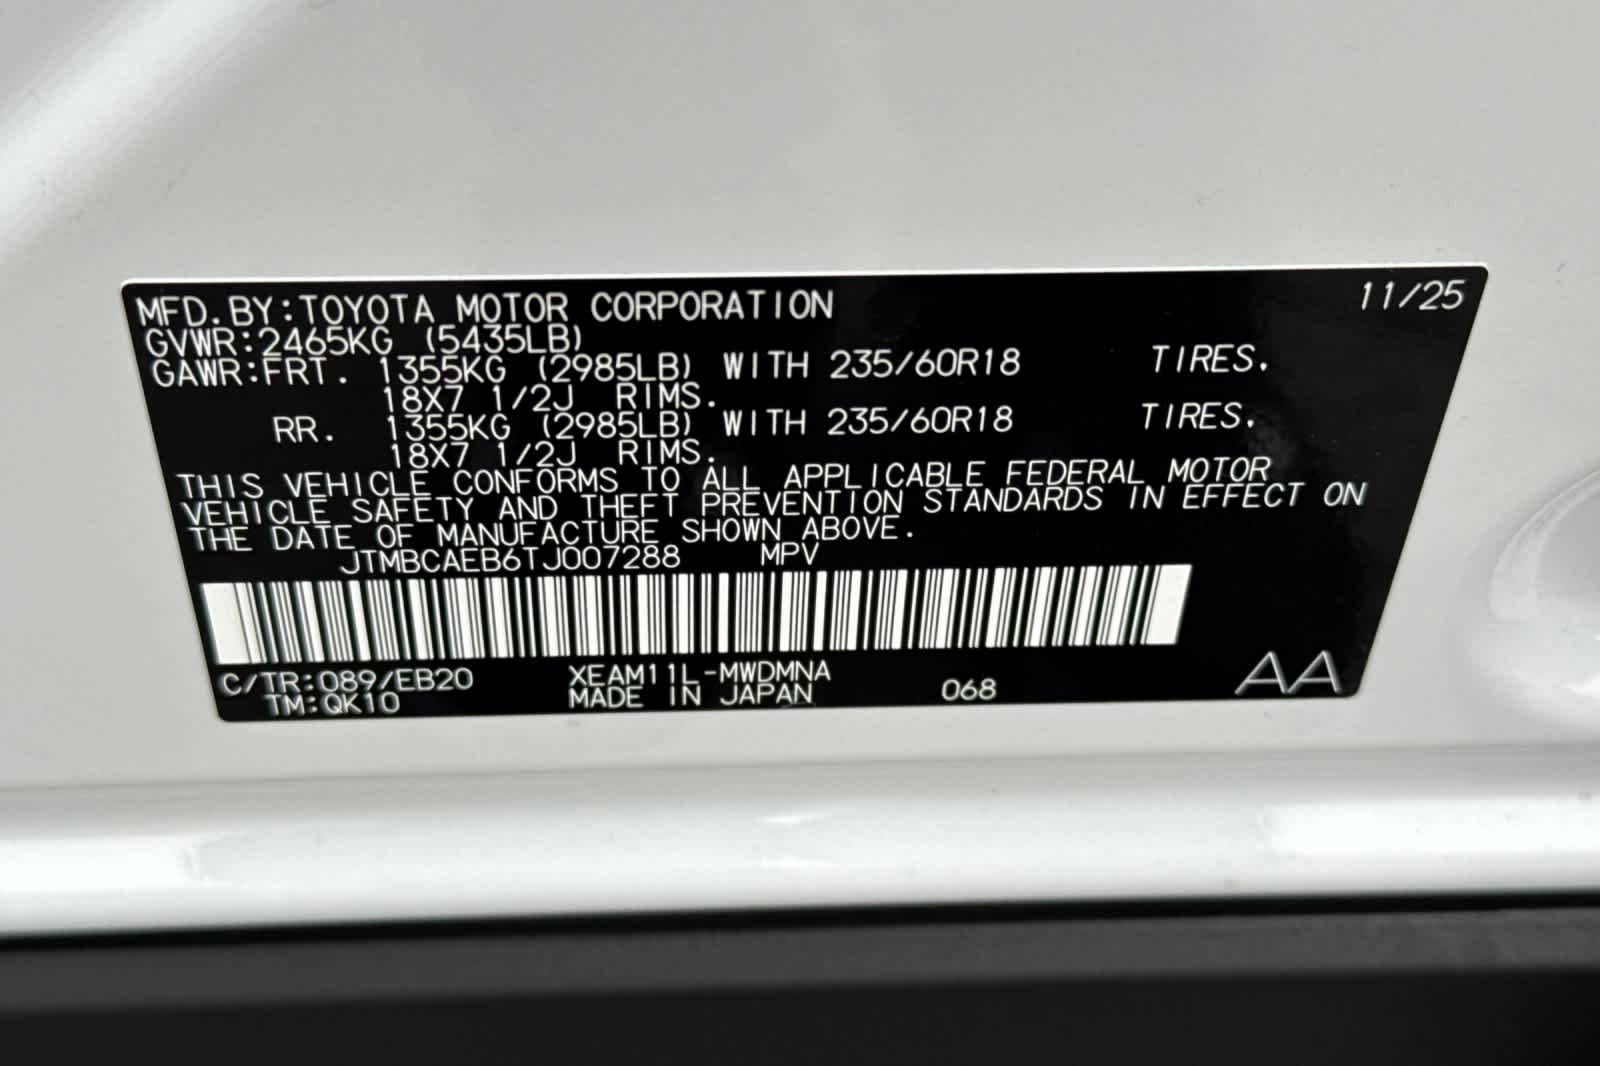 MFD.BY:TOYOTA MOTOR CORPORATION 11/25
GVWR:2465KG (5435LB)
GAWR:FRT. 1355KG (2985LB) WITH 235/60R18 TIRES.
18X7 1/2J RIMS.
RR. 1355KG (2985LB) WITH 235/60R18 TIRES.
18X7 1/2J RIMS.
THIS VEHICLE CONFORMS TO ALL APPLICABLE FEDERAL MOTOR
VEHICLE SAFETY AND THEFT PREVENTION STANDARDS IN EFFECT ON
THE DATE OF MANUFACTURE SHOWN ABOVE.
JTMBCAEB6TJ007288 MPV
C/TR:089/EB20 XEAM11L-MWDMNA
TM:QK10 MADE IN JAPAN 068 AA